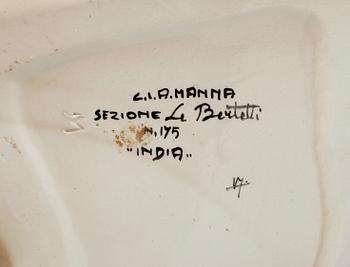 C.I.A. MANNA
SEZIONE Le Bertetti
N. 175
"INDIA„